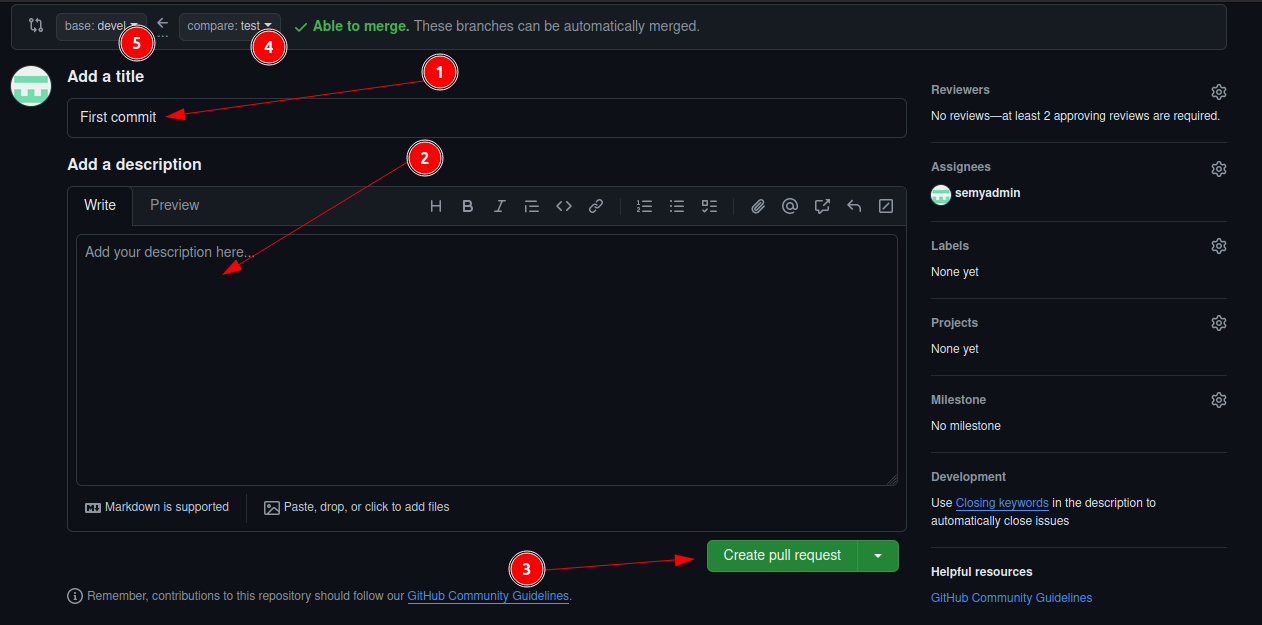 base: devel
compare: test
Able to merge. These branches can be automatically merged.
5
4
1
Add a title
First commit
2
Add a description
Write
Preview
Add your description here...
Markdown is supported
Paste, drop, or click to add files
3
Create pull request
Remember, contributions to this repository should follow our GitHub Community Guidelines.
Reviewers
No reviews—at least 2 approving reviews are required.
Assignees
semyadmin
Labels
None yet
Projects
None yet
Milestone
No milestone
Development
Use Closing keywords in the description to
automatically close issues
Helpful resources
GitHub Community Guidelines